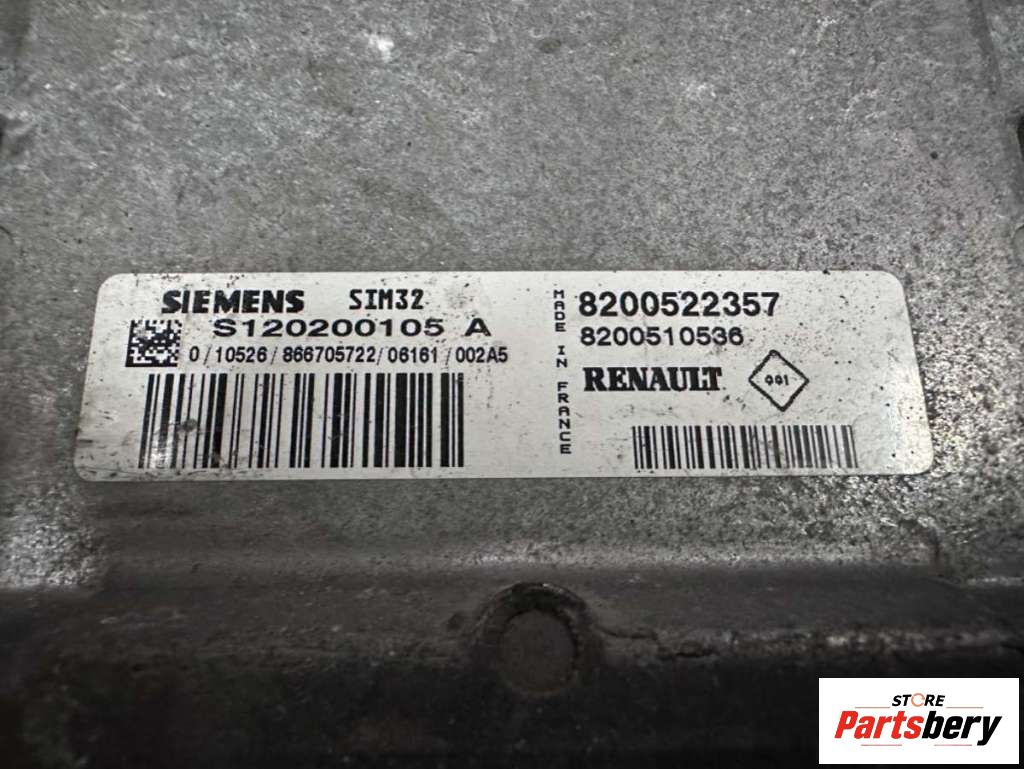 SIEMENS SIM32
S120200105 A
0/10526/866705722/06161/002A5
MADE IN FRANCE
8200522357
8200510536
RENAULT
STORE
Partsbery